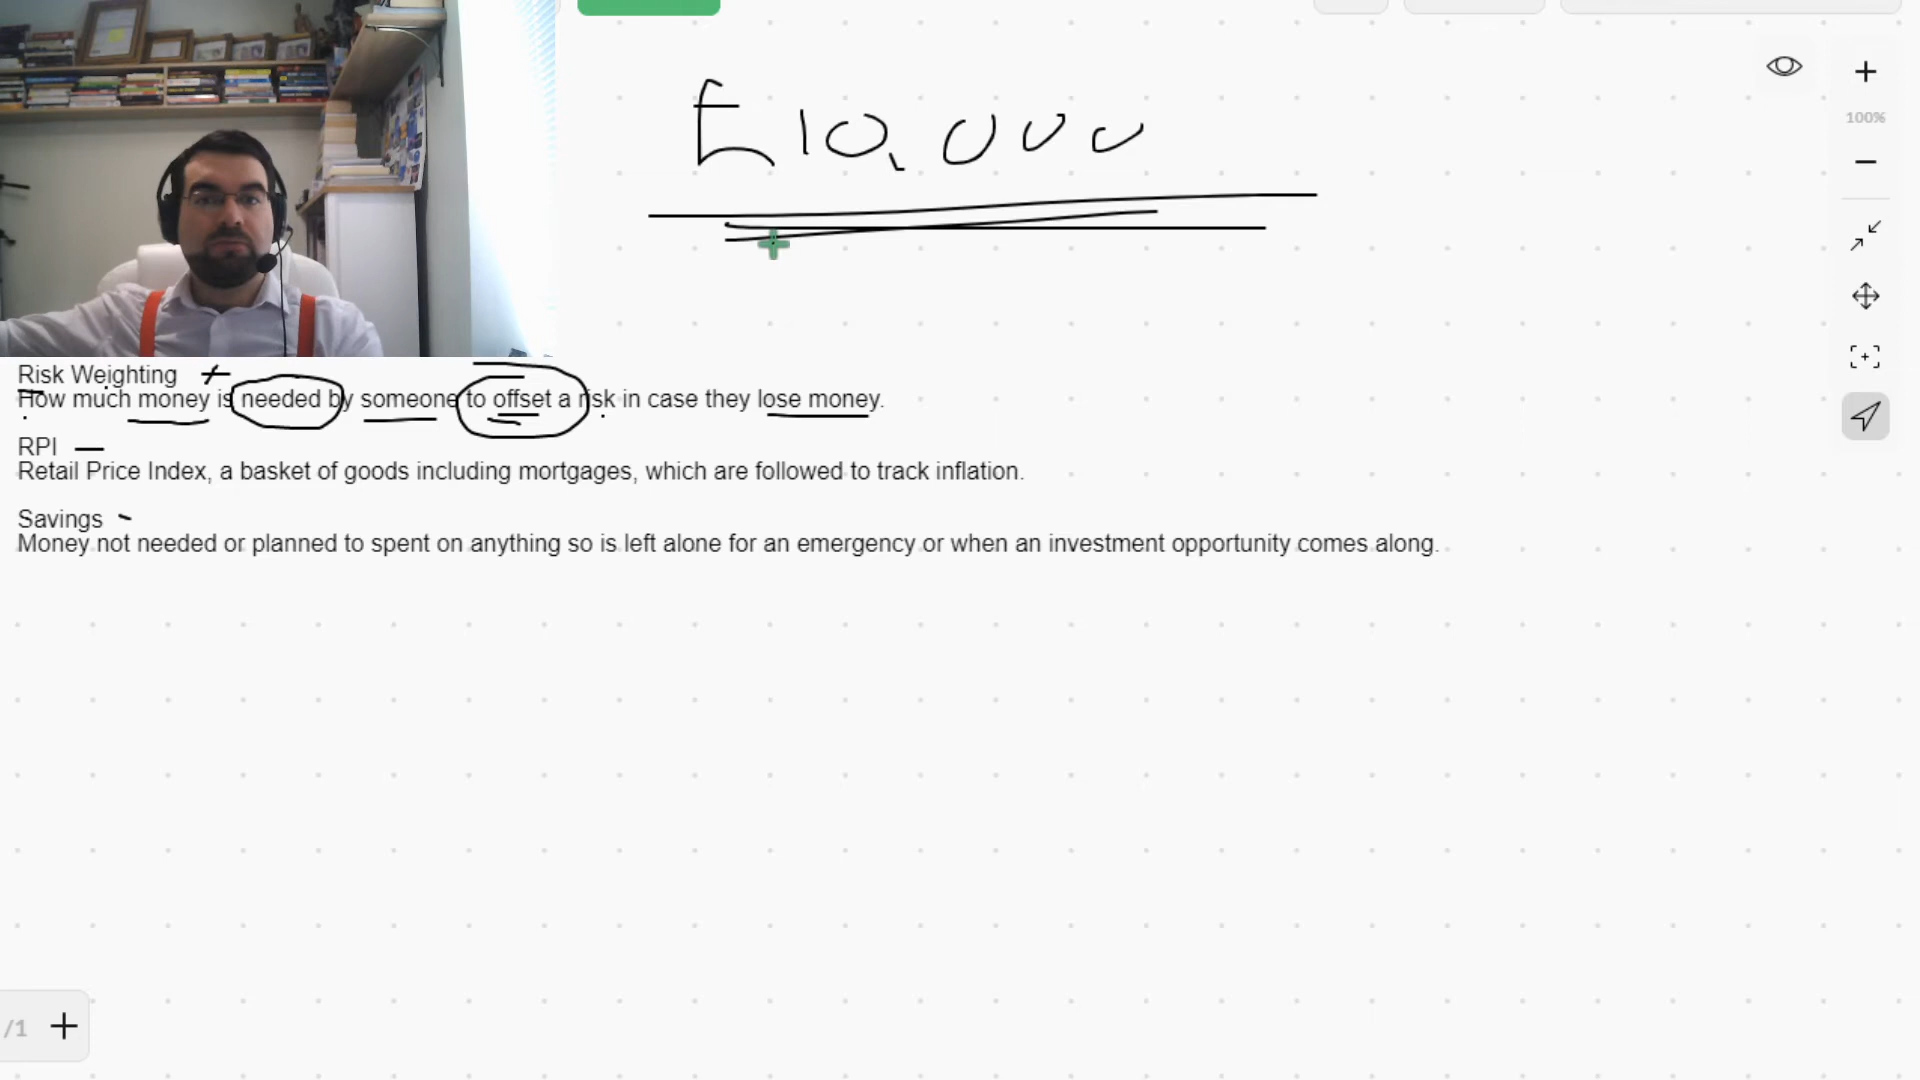 £10,000
100%
Risk Weighting
How much money is needed by someone to offset a risk in case they lose money.
RPI
Retail Price Index, a basket of goods including mortgages, which are followed to track inflation.
Savings
Money not needed or planned to spent on anything so is left alone for an emergency or when an investment opportunity comes along.
/1